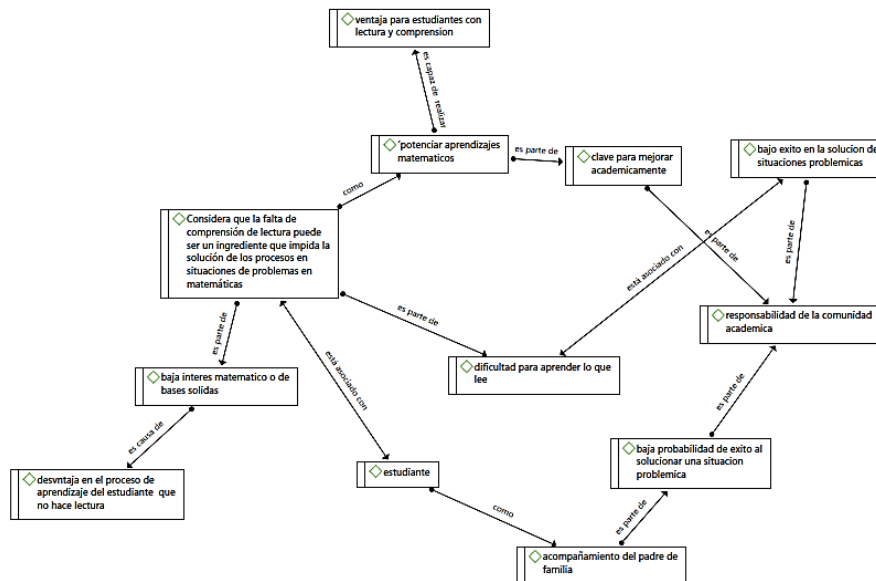 ventaja para estudiantes con
lectura y comprension
es capaz de realizar
'potenciar aprendizajes
matematicos
es parte de
clave para mejorar
academicamente
bajo exito en la solucion de
situaciones problemicas
como
Considera que la falta de
comprensión de lectura puede
ser un ingrediente que impida la
solución de los procesos en
situaciones de problemas en
matemáticas
es parte de
es parte de
está asociado con
es parte de
es parte de
está asociado con
responsabilidad de la comunidad
academica
baja interes matematico o de
bases solidas
dificultad para aprender lo que
lee
es causa de
es parte de
desvntaja en el proceso de
aprendizaje del estudiante que
no hace lectura
estudiante
baja probabilidad de exito al
solucionar una situacion
problemica
como
es parte de
acompañamiento del padre de
familia